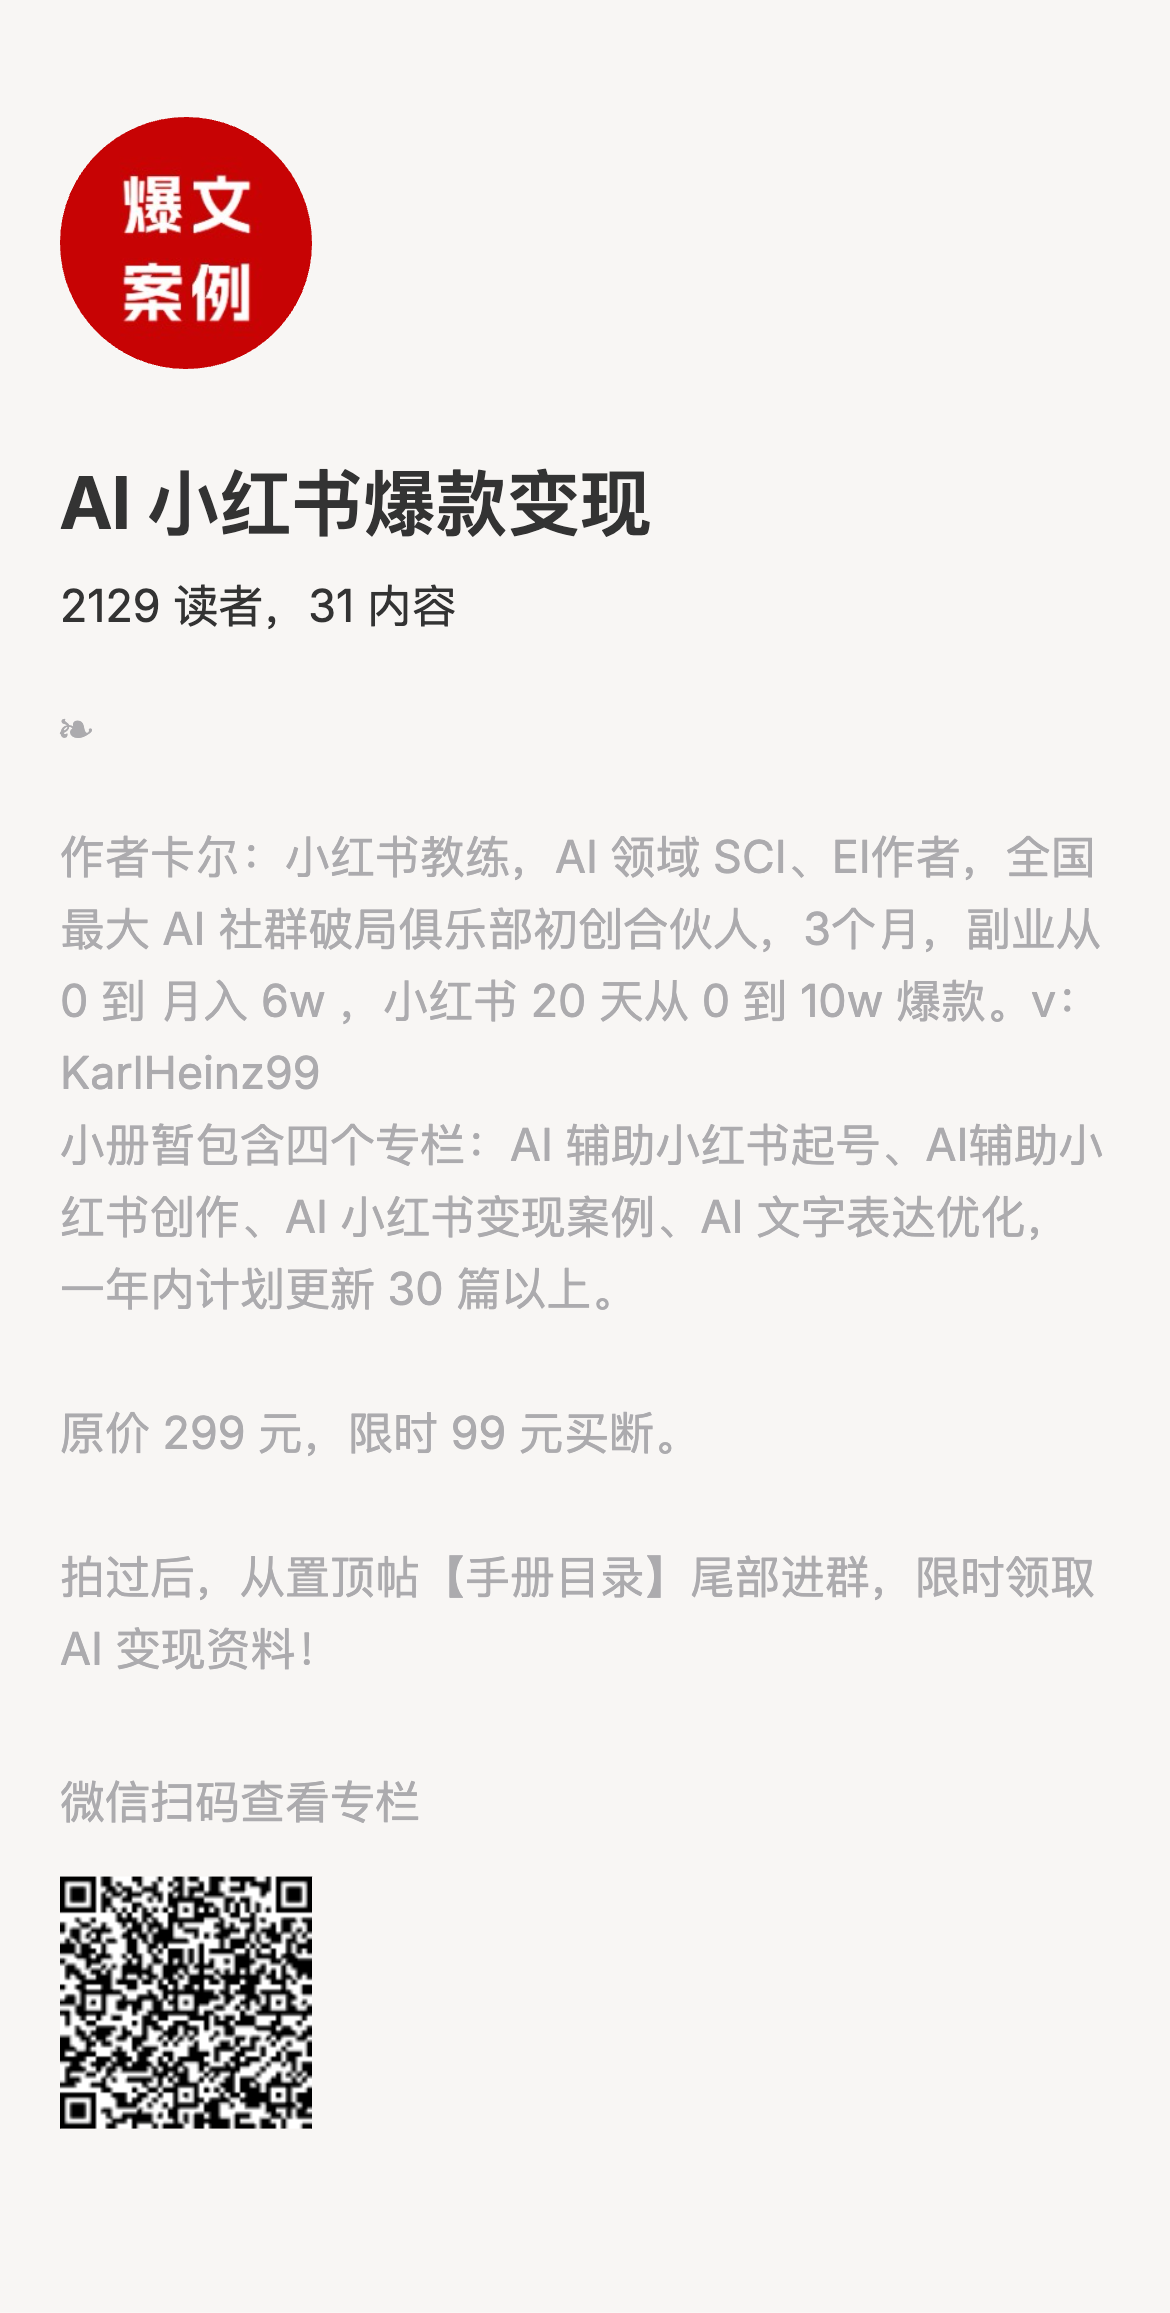 爆文
案例
AI 小红书爆款变现
2129 读者，31 内容
❧
作者卡尔：小红书教练，AI 领域 SCI、EI作者，全国
最大 AI 社群破局俱乐部初创合伙人，3个月，副业从
0 到 月入 6w ，小红书 20 天从 0 到 10w 爆款。v：
KarlHeinz99
小册暂包含四个专栏：AI 辅助小红书起号、AI辅助小
红书创作、AI 小红书变现案例、AI 文字表达优化，
一年内计划更新 30 篇以上。
原价 299 元，限时 99 元买断。
拍过后，从置顶帖【手册目录】尾部进群，限时领取
AI 变现资料！
微信扫码查看专栏